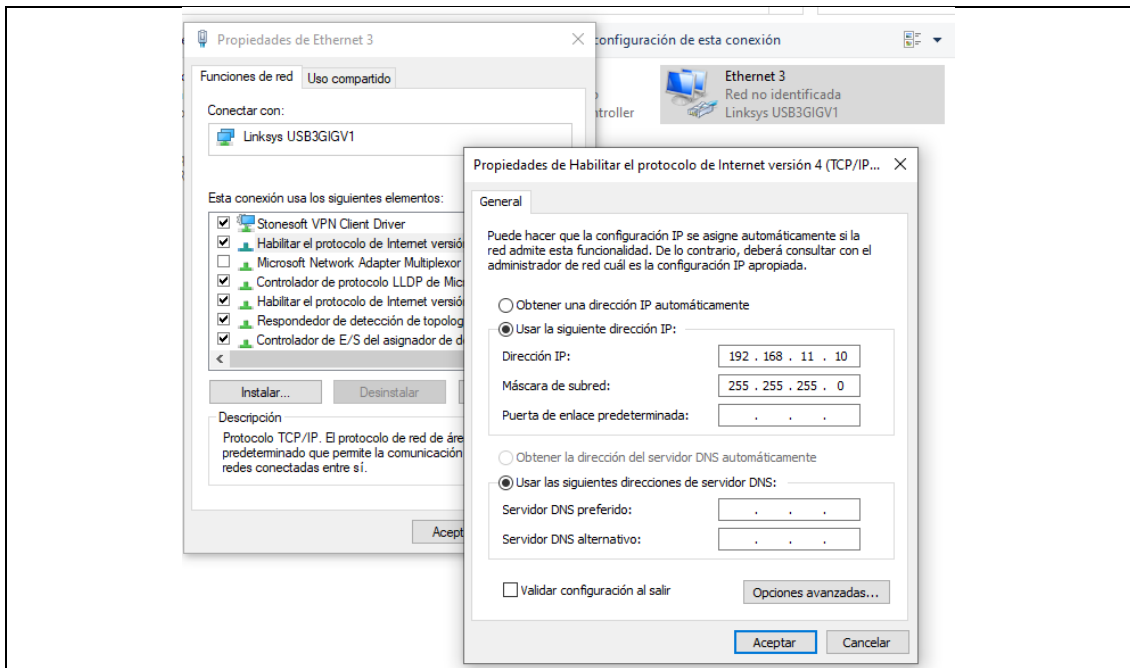 Propiedades de Ethernet 3
configuración de esta conexión
Funciones de red
Uso compartido
Conectar con:
Linksys USB3GIGV1
Ethernet 3
Red no identificada
Linksys USB3GIGV1
Esta conexión usa los siguientes elementos:
Stonesoft VPN Client Driver
Habilitar el protocolo de Internet versió
Microsoft Network Adapter Multiplexor
Controlador de protocolo LLDP de Mic
Habilitar el protocolo de Internet versió
Respondedor de detección de topolog
Controlador de E/S del asignador de d
Instalar...
Desinstalar
Descripción
Protocolo TCP/IP. El protocolo de red de áre
predeterminado que permite la comunicación
redes conectadas entre sí.
Acept
Propiedades de Habilitar el protocolo de Internet versión 4 (TCP/IP...
General
Puede hacer que la configuración IP se asigne automáticamente si la
red admite esta funcionalidad. De lo contrario, deberá consultar con el
administrador de red cuál es la configuración IP apropiada.
Obtener una dirección IP automáticamente
Usar la siguiente dirección IP:
Dirección IP: 192 . 168 . 11 . 10
Máscara de subred: 255 . 255 . 255 . 0
Puerta de enlace predeterminada: . . .
Obtener la dirección del servidor DNS automáticamente
Usar las siguientes direcciones de servidor DNS:
Servidor DNS preferido: . . .
Servidor DNS alternativo: . . .
Validar configuración al salir
Opciones avanzadas...
Aceptar
Cancelar